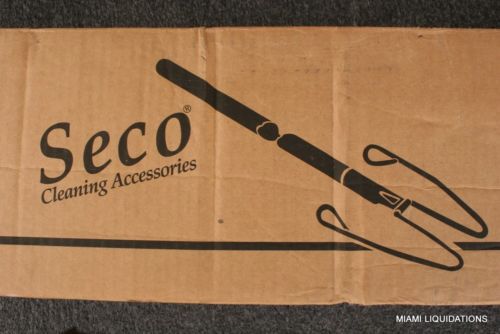 Seco®
Cleaning Accessories
MIAMI LIQUIDATIONS